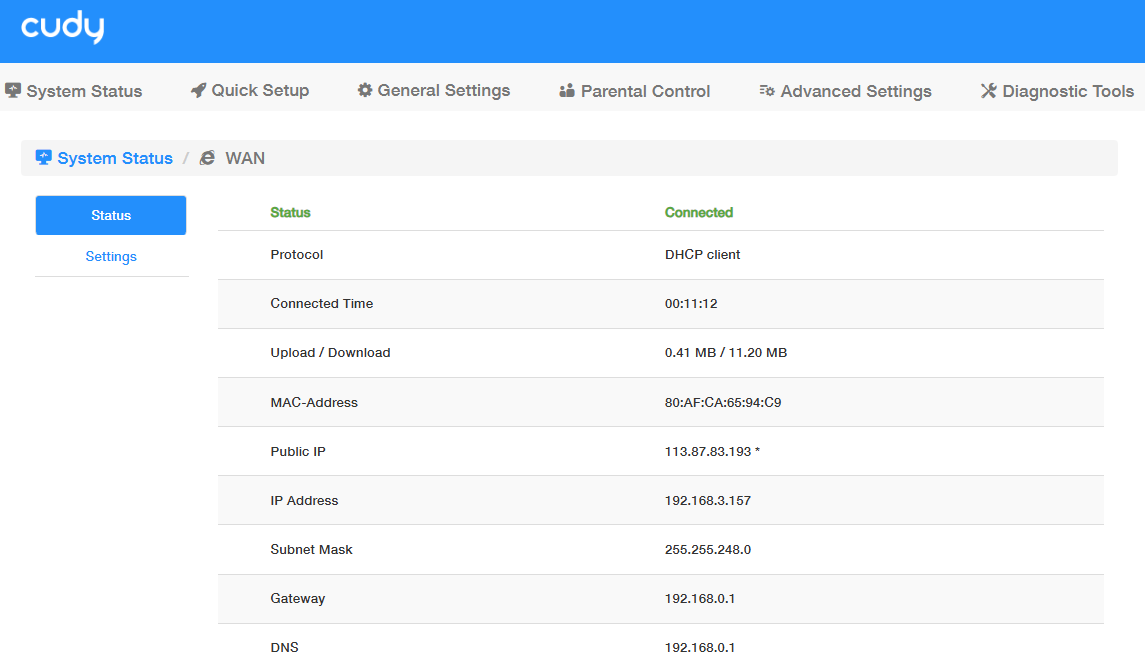 cudy
System Status Quick Setup General Settings Parental Control Advanced Settings Diagnostic Tools
System Status / WAN
Status
Settings
Status Connected
Protocol DHCP client
Connected Time 00:11:12
Upload / Download 0.41 MB / 11.20 MB
MAC-Address 80:AF:CA:65:94:C9
Public IP 113.87.83.193 *
IP Address 192.168.3.157
Subnet Mask 255.255.248.0
Gateway 192.168.0.1
DNS 192.168.0.1